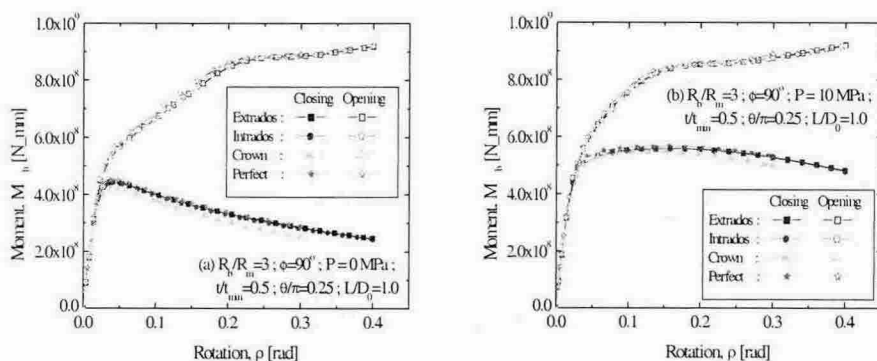 1.0x10⁹
8.0x10⁸
6.0x10⁸
4.0x10⁸
2.0x10⁸
0.0
Moment, M_b [N_mm]
Closing Opening
Extrados :
Intrados :
Crown :
Perfect :
(a) R_b/R_m=3 ; ϕ=90° ; P=0 MPa ;
t/t_min=0.5 ; θ/π=0.25 ; L/D_0=1.0
0.0 0.1 0.2 0.3 0.4
Rotation, ρ [rad]
1.0x10⁹
8.0x10⁸
6.0x10⁸
4.0x10⁸
2.0x10⁸
0.0
Moment, M_b [N_mm]
(b) R_b/R_m=3 ; ϕ=90° ; P = 10 MPa ;
t/t_min=0.5 ; θ/π=0.25 ; L/D_0=1.0
Closing Opening
Extrados :
Intrados :
Crown :
Perfect :
0.0 0.1 0.2 0.3 0.4
Rotation, ρ [rad]